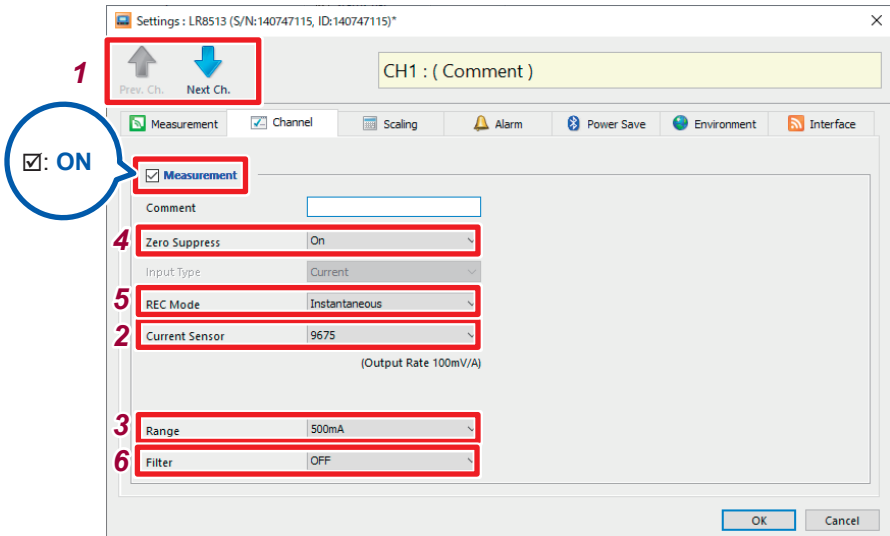 Settings : LR8513 (S/N:140747115, ID:140747115)*
1
Prev. Ch. Next Ch.
CH1 : ( Comment )
Measurement Channel Scaling Alarm Power Save Environment Interface
☑: ON
Measurement
Comment
4 Zero Suppress On
Input Type Current
5 REC Mode Instantaneous
2 Current Sensor 9675
(Output Rate 100mV/A)
3 Range 500mA
6 Filter OFF
OK Cancel